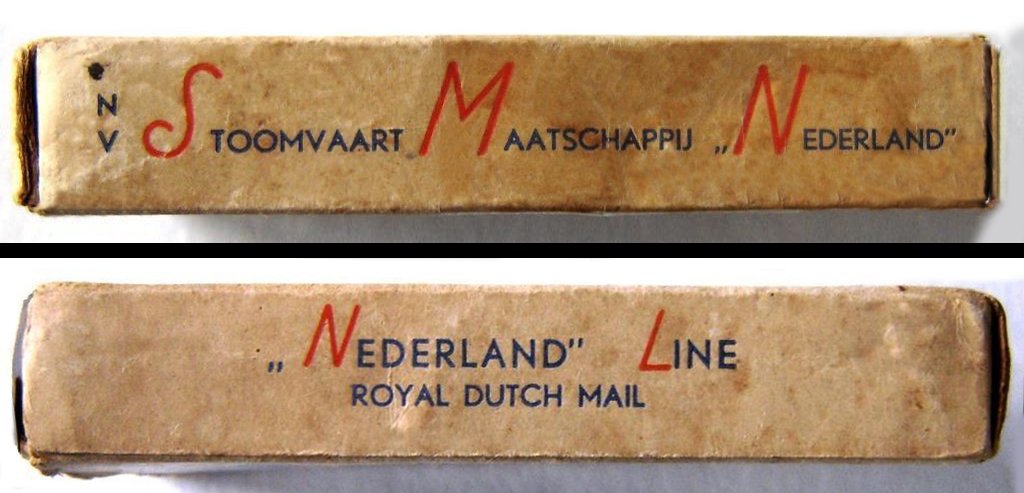 N
V
STOOMVAART MAATSCHAPPIJ „NEDERLAND”
„NEDERLAND” LINE
ROYAL DUTCH MAIL